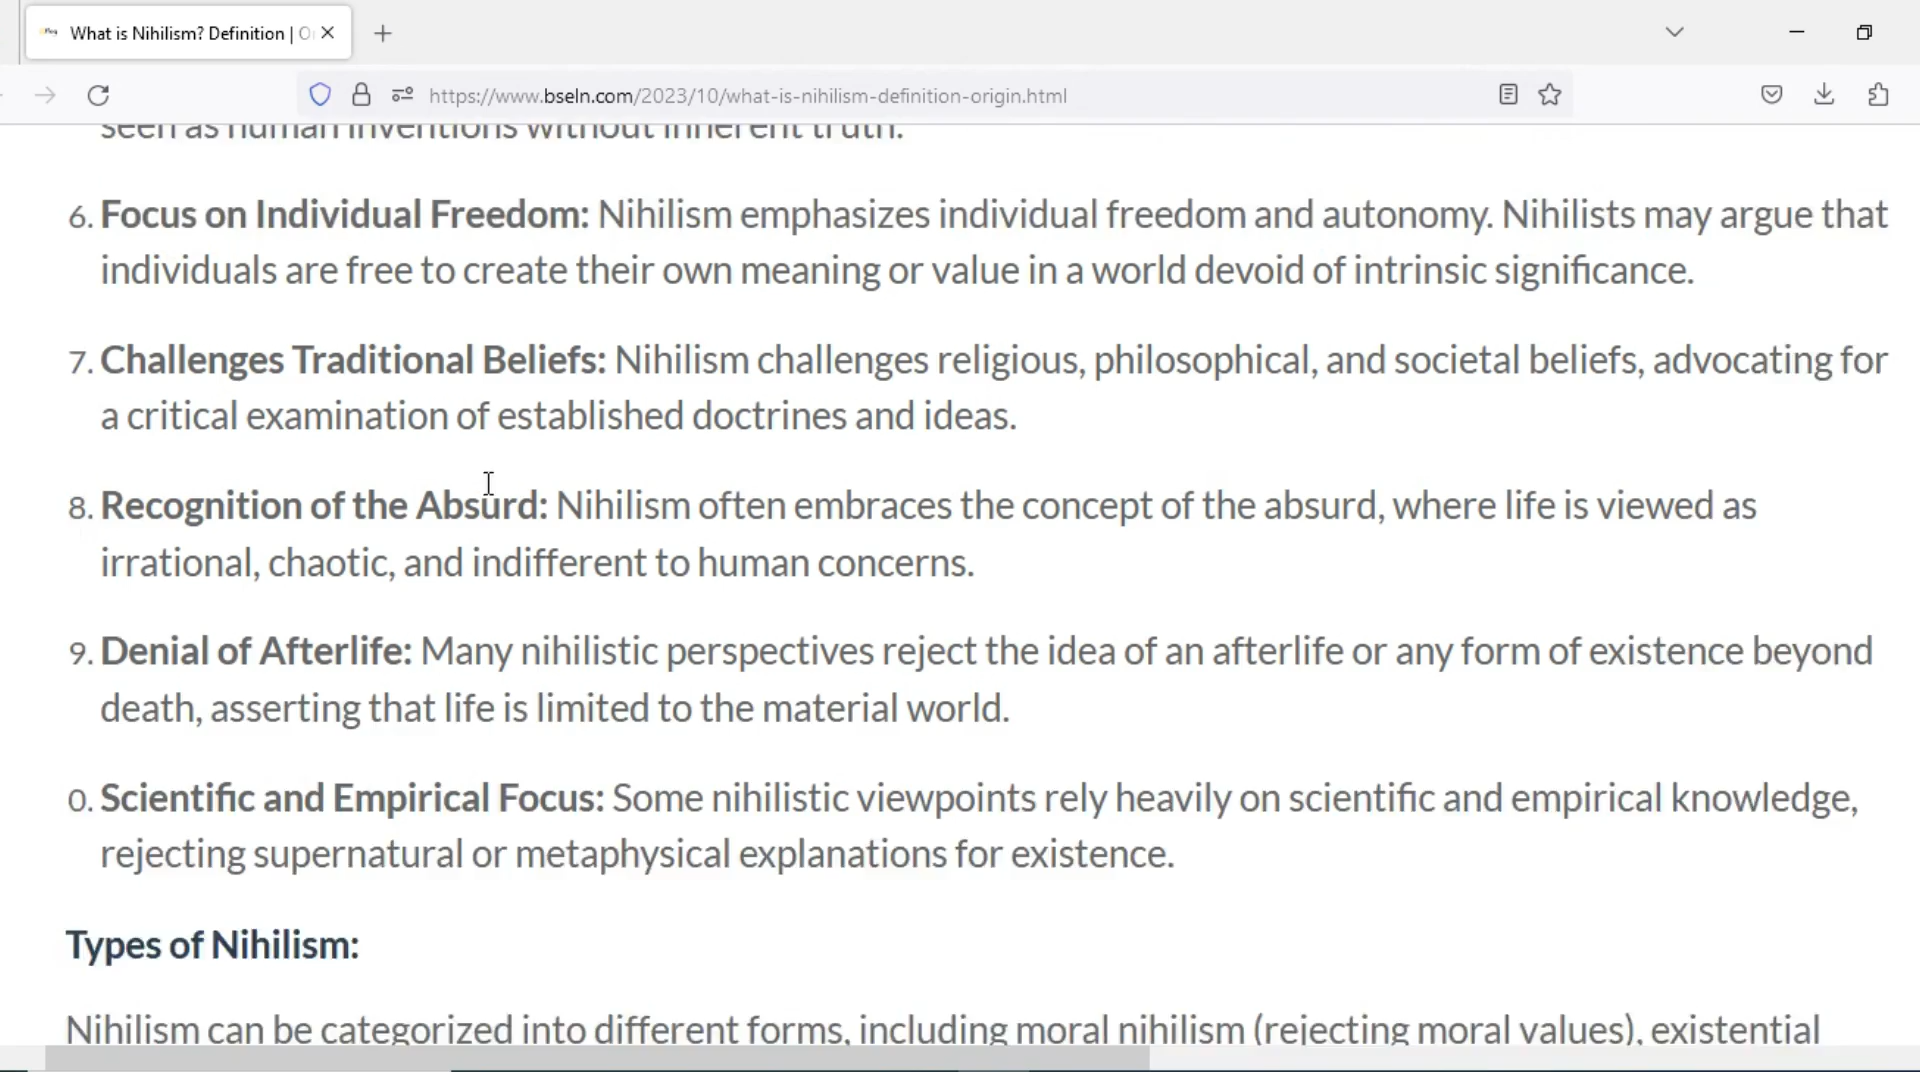 What is Nihilism? Definition | O
https://www.bseln.com/2023/10/what-is-nihilism-definition-origin.html
seen as human inventions without inherent truth.
6. Focus on Individual Freedom: Nihilism emphasizes individual freedom and autonomy. Nihilists may argue that
individuals are free to create their own meaning or value in a world devoid of intrinsic significance.
7. Challenges Traditional Beliefs: Nihilism challenges religious, philosophical, and societal beliefs, advocating for
a critical examination of established doctrines and ideas.
8. Recognition of the Absurd: Nihilism often embraces the concept of the absurd, where life is viewed as
irrational, chaotic, and indifferent to human concerns.
9. Denial of Afterlife: Many nihilistic perspectives reject the idea of an afterlife or any form of existence beyond
death, asserting that life is limited to the material world.
0. Scientific and Empirical Focus: Some nihilistic viewpoints rely heavily on scientific and empirical knowledge,
rejecting supernatural or metaphysical explanations for existence.
Types of Nihilism:
Nihilism can be categorized into different forms, including moral nihilism (rejecting moral values), existential